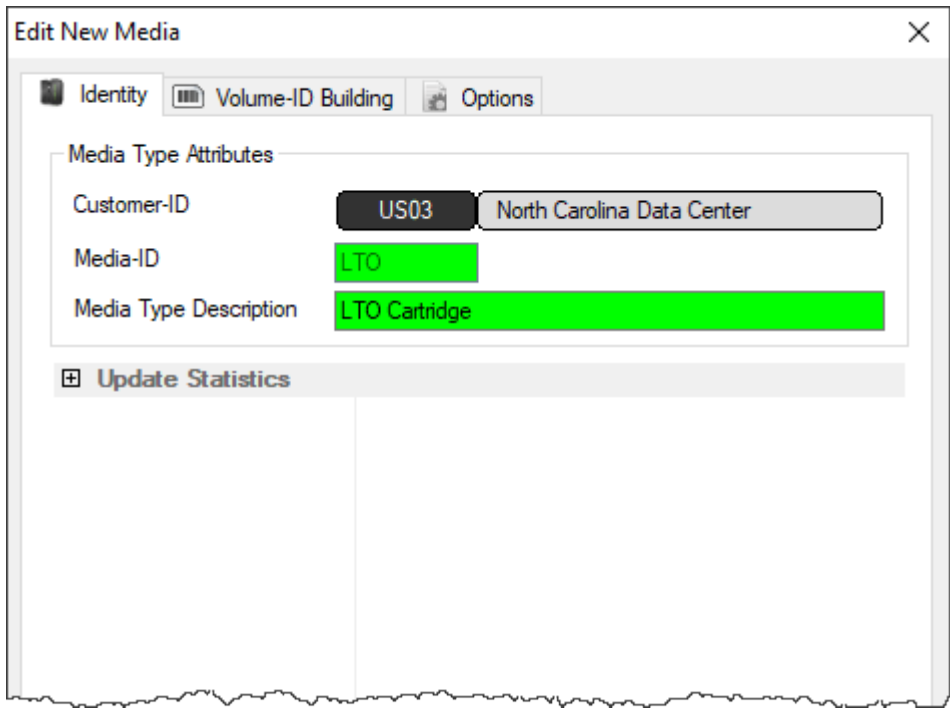 Edit New Media
Identity Volume-ID Building Options
Media Type Attributes
Customer-ID US03 North Carolina Data Center
Media-ID LTO
Media Type Description LTO Cartridge
Update Statistics